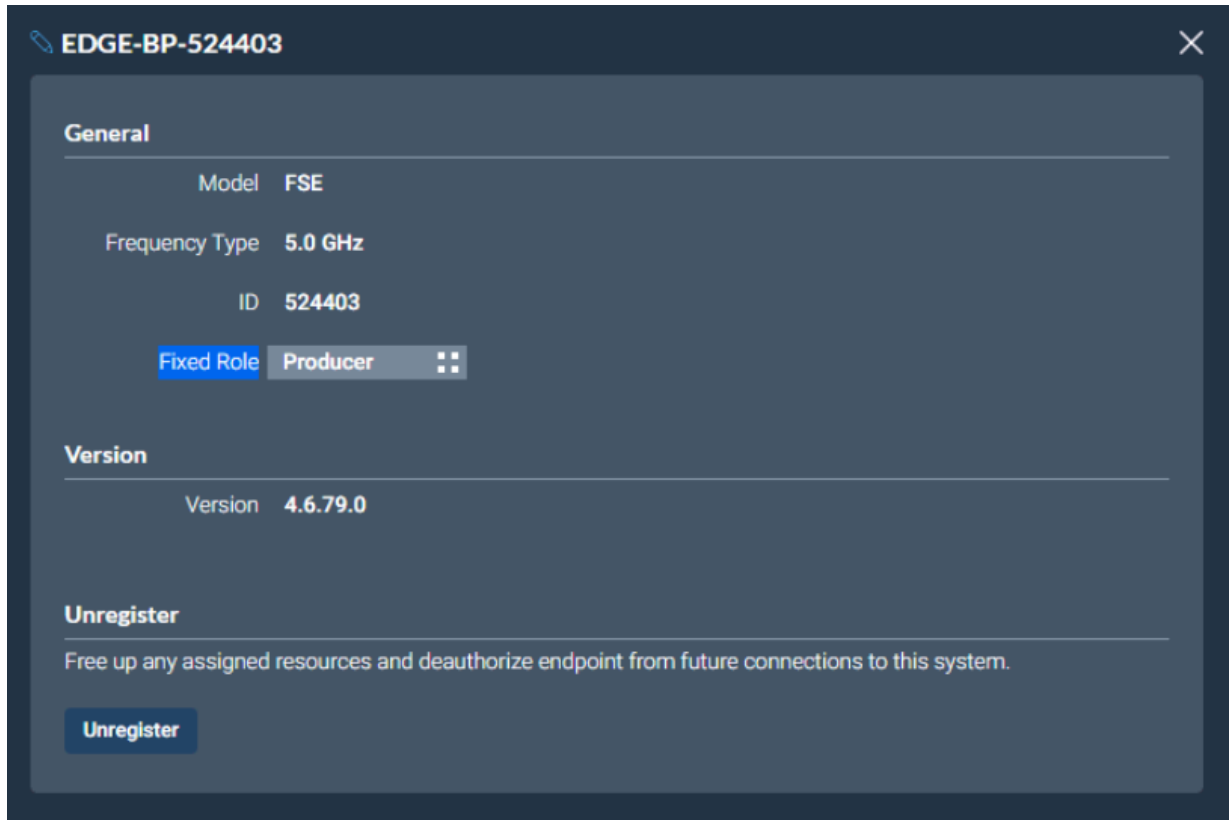 EDGE-BP-524403
General
Model FSE
Frequency Type 5.0 GHz
ID 524403
Fixed Role Producer
Version
Version 4.6.79.0
Unregister
Free up any assigned resources and deauthorize endpoint from future connections to this system.
Unregister